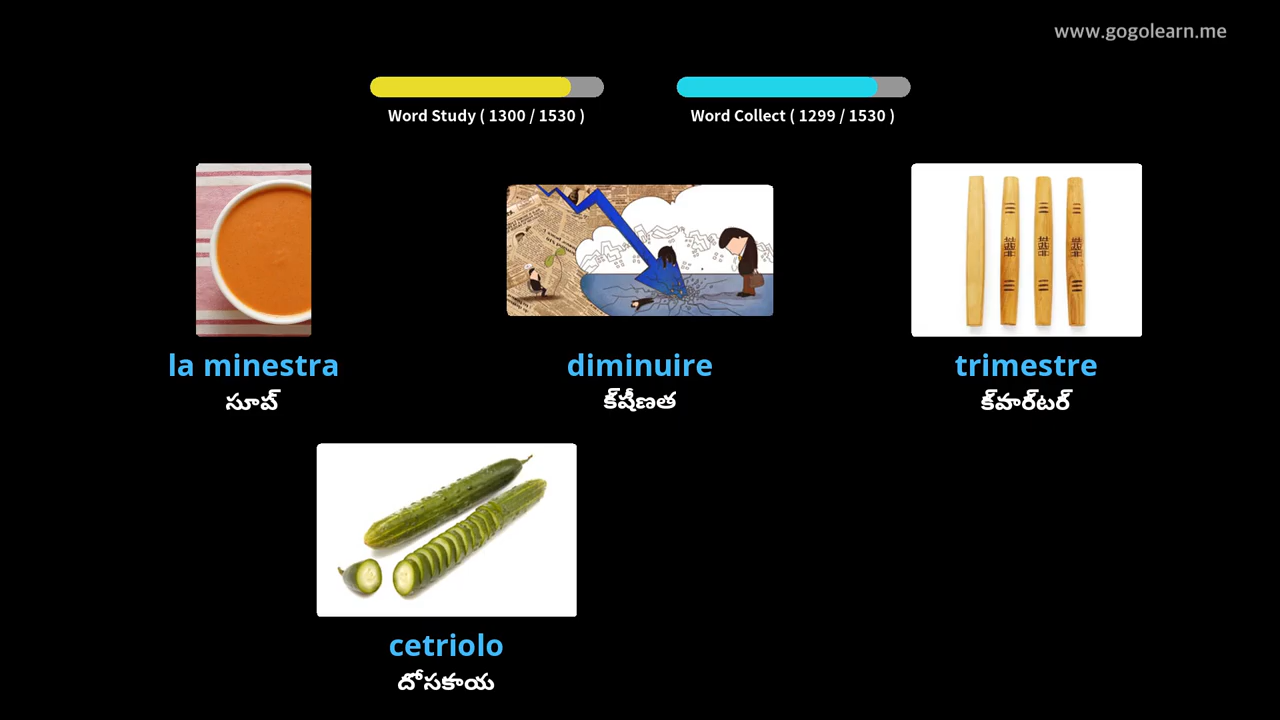 www.gogolearn.me
Word Study ( 1300 / 1530 )
Word Collect ( 1299 / 1530 )
la minestra
సూప్
diminuire
క్‌షీణత
trimestre
క్‌వార్‌టర్
cetriolo
దోసకాయ